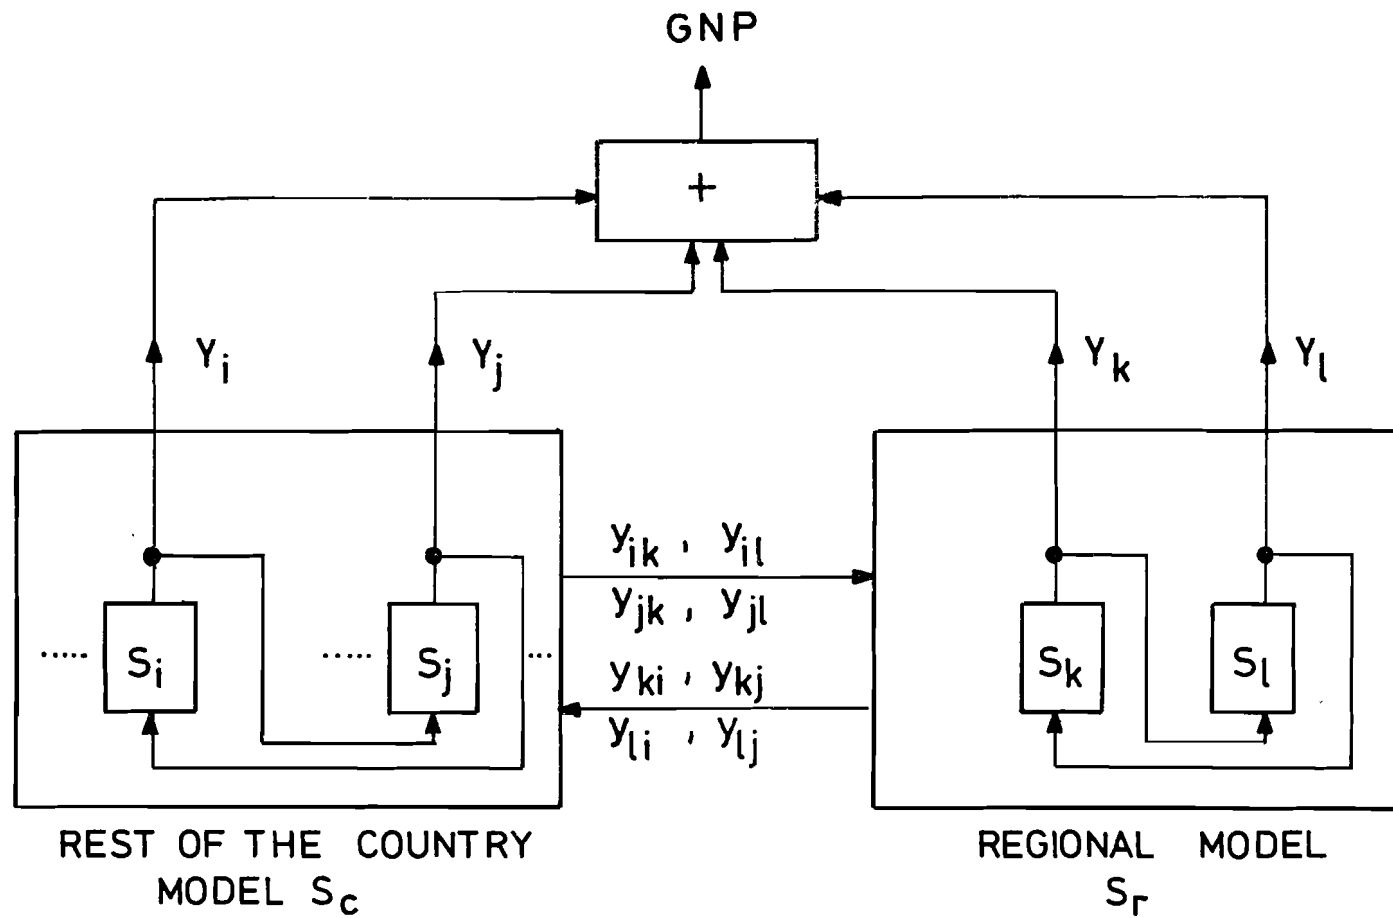 GNP
+
Y_i Y_j Y_k Y_l
y_ik , y_il
y_jk , y_jl
..... S_i ..... S_j ... y_ki , y_kj S_k S_l
y_li , y_lj
REST OF THE COUNTRY
MODEL S_c
REGIONAL MODEL
S_r